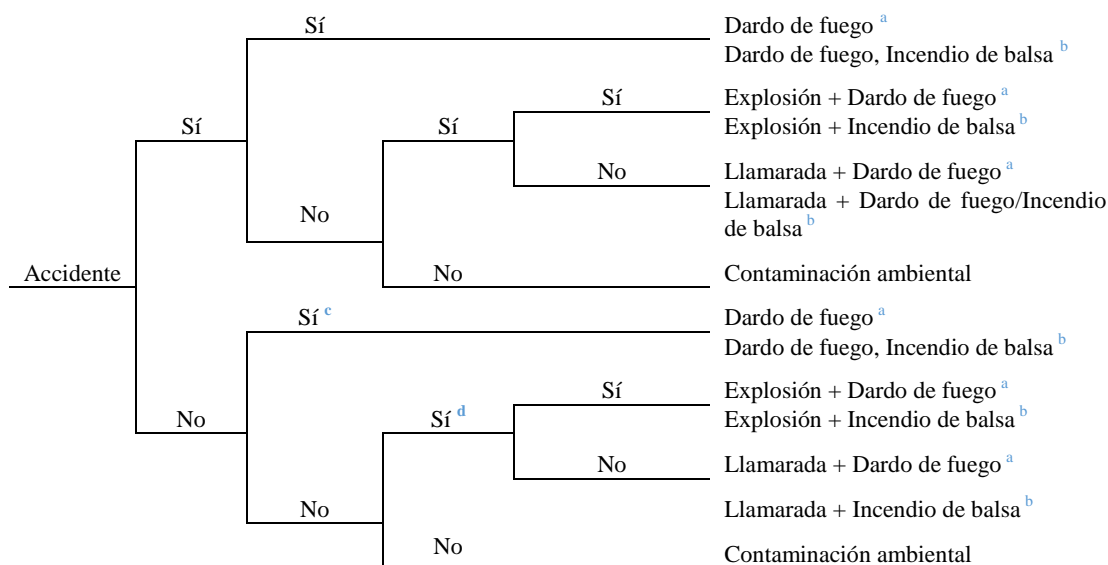 Sí
Dardo de fuego a
Dardo de fuego, Incendio de balsa b
Sí
Sí
Sí
Explosión + Dardo de fuego a
Explosión + Incendio de balsa b
No
Llamarada + Dardo de fuego a
Llamarada + Dardo de fuego/Incendio
de balsa b
No
Accidente
No
Contaminación ambiental
Sí c
Dardo de fuego a
Dardo de fuego, Incendio de balsa b
No
Sí d
Sí
Explosión + Dardo de fuego a
Explosión + Incendio de balsa b
No
Llamarada + Dardo de fuego a
No
Llamarada + Incendio de balsa b
No
Contaminación ambiental